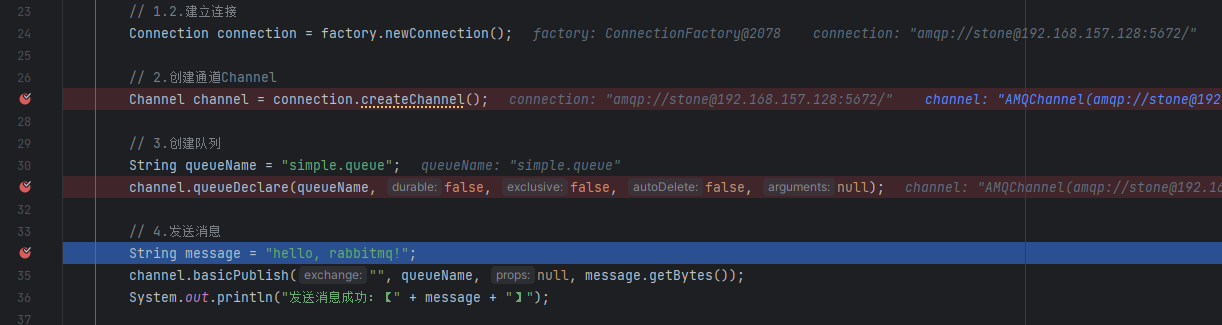 23 // 1.2.建立连接
24 Connection connection = factory.newConnection(); factory: ConnectionFactory@2078 connection: "amqp://stone@192.168.157.128:5672/"
25
26 // 2.创建通道Channel
Channel channel = connection.createChannel(); connection: "amqp://stone@192.168.157.128:5672/" channel: "AMQChannel(amqp://stone@192
28
29 // 3.创建队列
30 String queueName = "simple.queue"; queueName: "simple.queue"
channel.queueDeclare(queueName, durable: false, exclusive: false, autoDelete: false, arguments: null); channel: "AMQChannel(amqp://stone@192.16
32
33 // 4.发送消息
String message = "hello, rabbitmq!";
35 channel.basicPublish( exchange: "", queueName, props: null, message.getBytes());
36 System.out.println("发送消息成功:【" + message + "】");
37